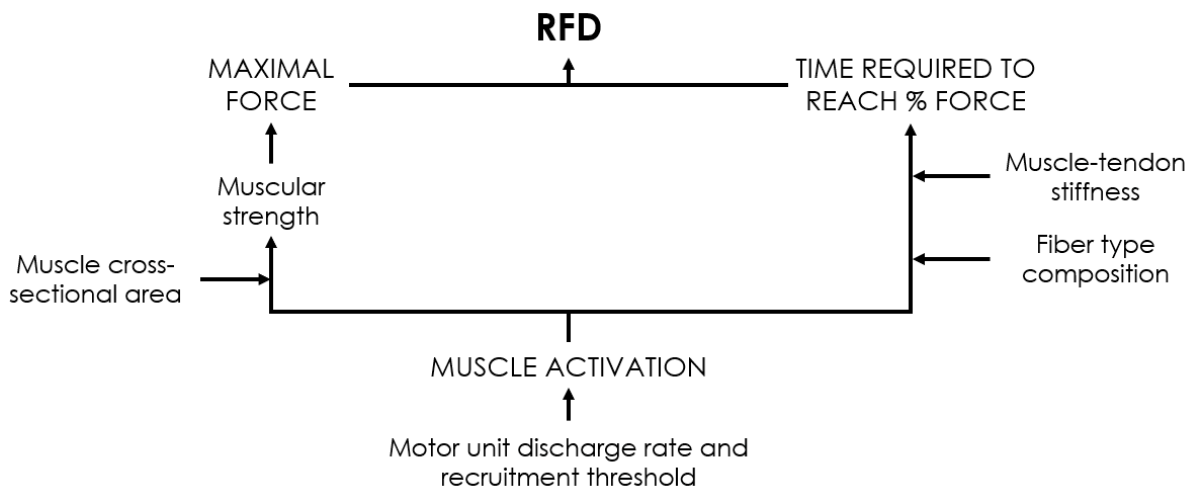 RFD
MAXIMAL
FORCE
TIME REQUIRED TO
REACH % FORCE
Muscular
strength
Muscle-tendon
stiffness
Muscle cross-
sectional area
Fiber type
composition
MUSCLE ACTIVATION
Motor unit discharge rate and
recruitment threshold